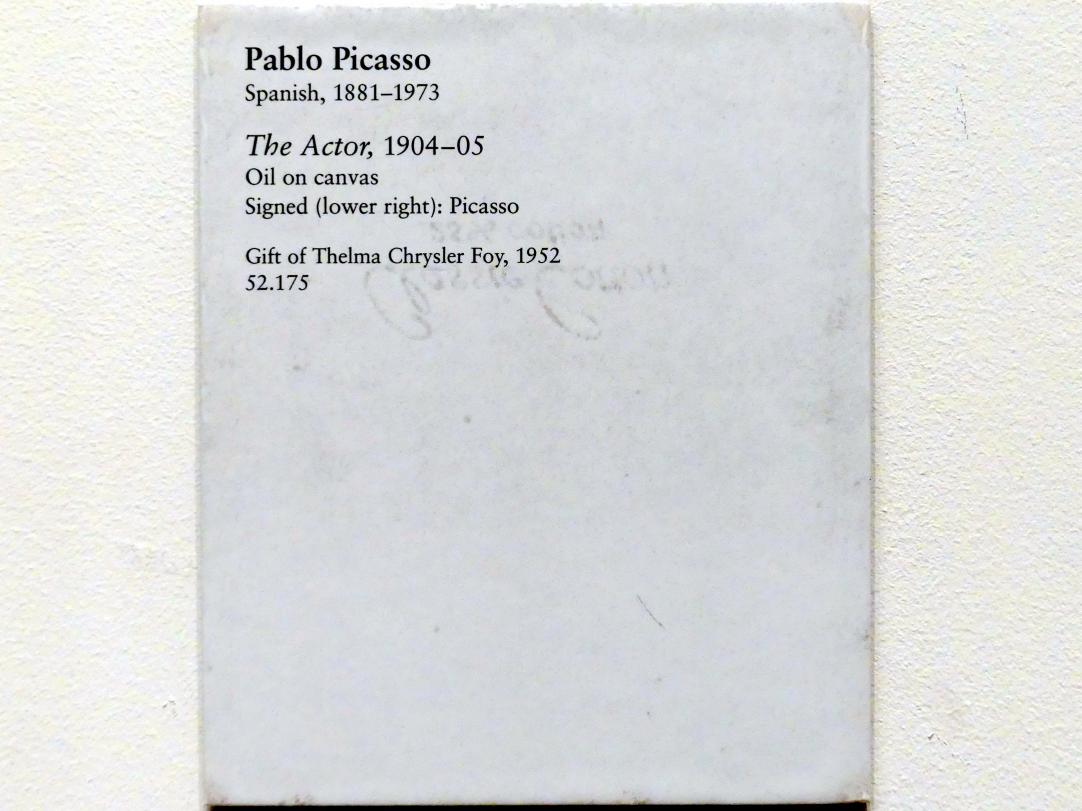 Pablo Picasso
Spanish, 1881–1973
The Actor, 1904–05
Oil on canvas
Signed (lower right): Picasso
Gift of Thelma Chrysler Foy, 1952
52.175